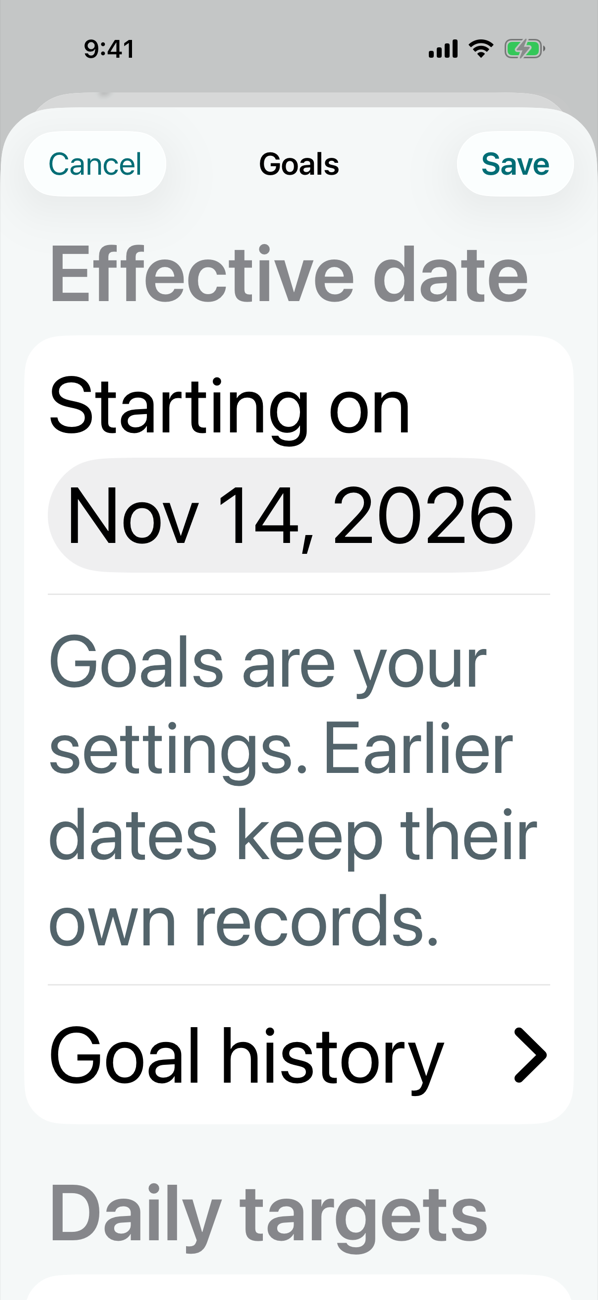 9:41
Cancel
Goals
Save
Effective date
Starting on
Nov 14, 2026
Goals are your
settings. Earlier
dates keep their
own records.
Goal history
Daily targets